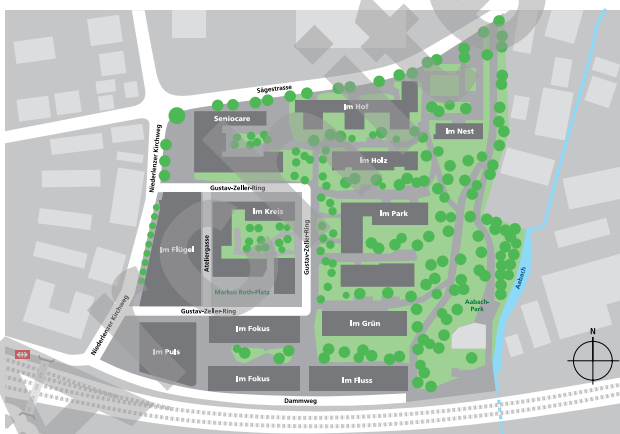 Sägestrasse
Im Hof
Seniocare
Im Nest
Niederlenzer Kirchweg
Im Holz
Gustav-Zeller-Ring
Im Kreis
Im Park
Im Flügel
Ateliergasse
Gustav-Zeller-Ring
Aabach
Markus Roth-Platz
Aabach-
Park
Gustav-Zeller-Ring
Niederlenzer Kirchweg
Im Fokus
Im Grün
N
Im Puls
Im Fokus
Im Fluss
Dammweg